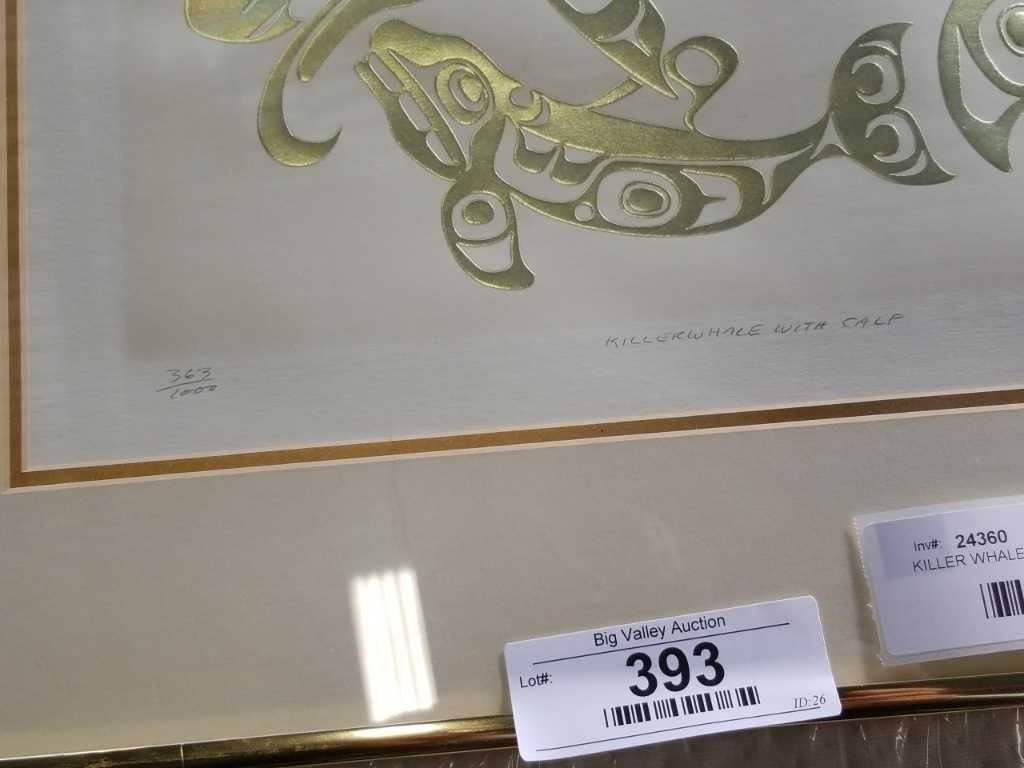 363
1000
KILLERWHALE WITH CALF
Inv#: 24360
KILLER WHALE
Big Valley Auction
Lot#: 393
ID:26